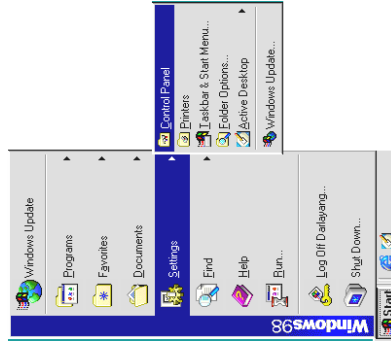 Windows Update
Programs
Favorites
Documents
Settings
Find
Help
Run...
Log Off Darlayang...
Shut Down...
Windows98
Start
Control Panel
Printers
Taskbar & Start Menu...
Folder Options...
Active Desktop
Windows Update...